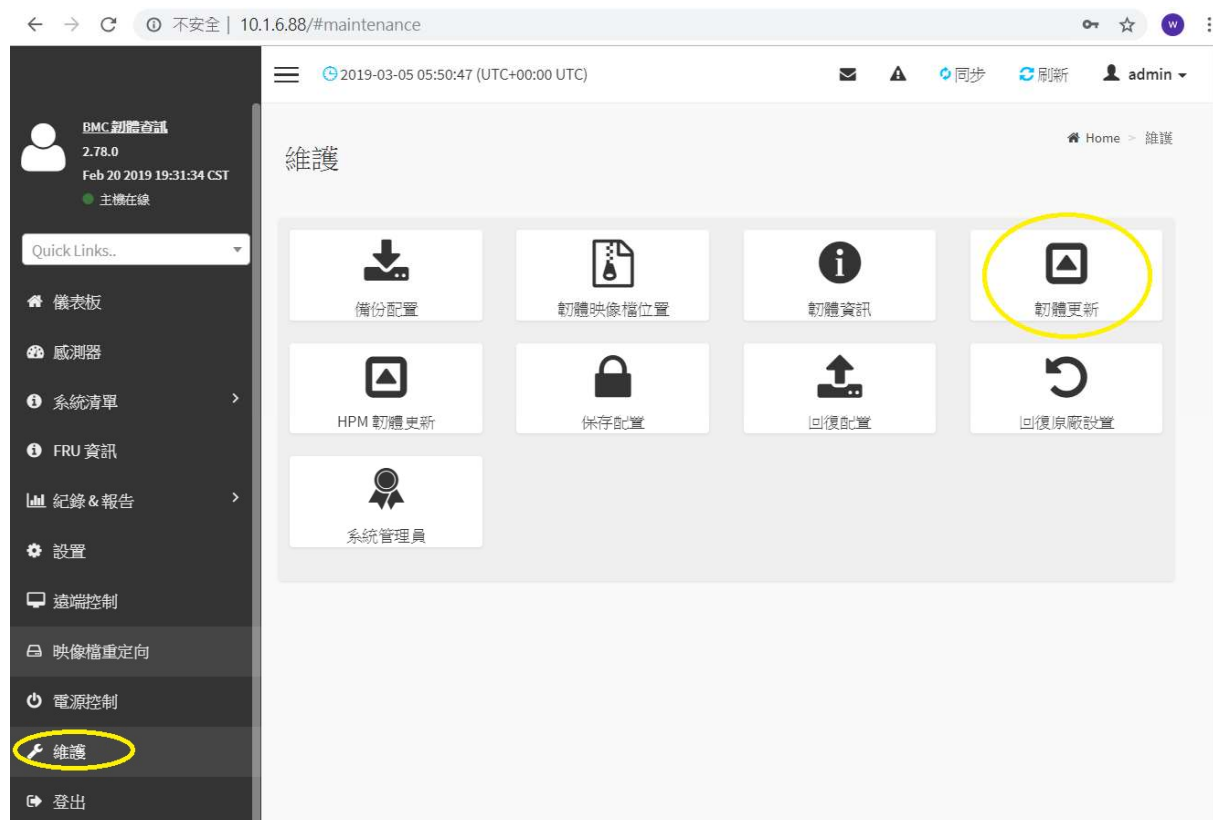 不安全 | 10.1.6.88/#maintenance
W
2019-03-05 05:50:47 (UTC+00:00 UTC)
同步
刷新
admin
BMC 韌體資訊
2.78.0
Feb 20 2019 19:31:34 CST
主機在線
Quick Links..
儀表板
感測器
系統清單
FRU 資訊
紀錄 & 報告
設置
遠端控制
映像檔重定向
電源控制
維護
登出
維護
Home > 維護
備份配置
韌體映像檔位置
韌體資訊
韌體更新
HPM 韌體更新
保存配置
回復配置
回復原廠設置
系統管理員